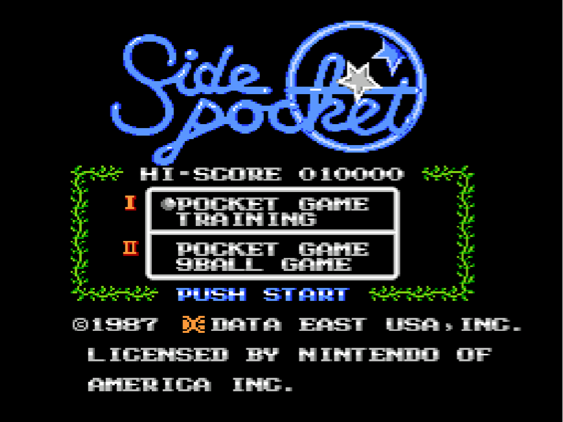 Side
pocket
HI-SCORE 010000
I POCKET GAME
TRAINING
II POCKET GAME
9BALL GAME
PUSH START
©1987 DATA EAST USA,INC.
LICENSED BY NINTENDO OF
AMERICA INC.